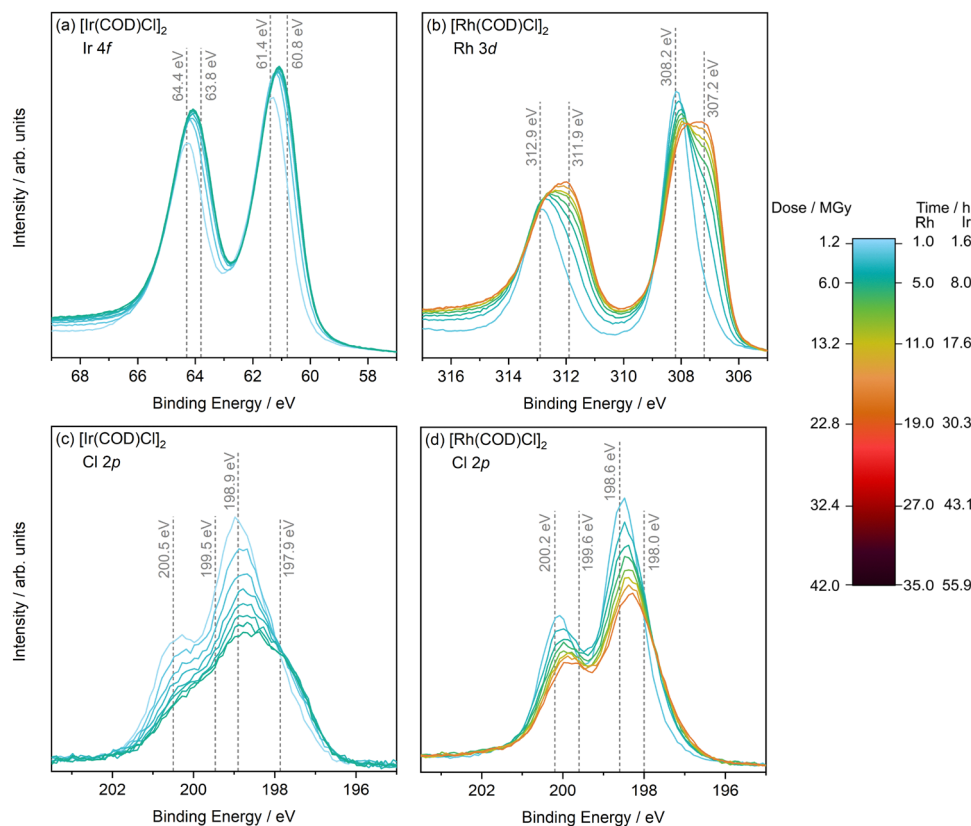 (a) [Ir(COD)Cl]2
Ir 4f
64.4 eV
63.8 eV
61.4 eV
60.8 eV
Intensity / arb. units
68 66 64 62 60 58
Binding Energy / eV
(b) [Rh(COD)Cl]2
Rh 3d
312.9 eV
311.9 eV
308.2 eV
307.2 eV
316 314 312 310 308 306
Binding Energy / eV
(c) [Ir(COD)Cl]2
Cl 2p
200.5 eV
199.5 eV
198.9 eV
197.9 eV
Intensity / arb. units
202 200 198 196
Binding Energy / eV
(d) [Rh(COD)Cl]2
Cl 2p
200.2 eV
199.6 eV
198.6 eV
198.0 eV
202 200 198 196
Binding Energy / eV
Dose / MGy Time / h
Rh Ir
1.2 1.0 1.6
6.0 5.0 8.0
13.2 11.0 17.6
22.8 19.0 30.3
32.4 27.0 43.1
42.0 35.0 55.9